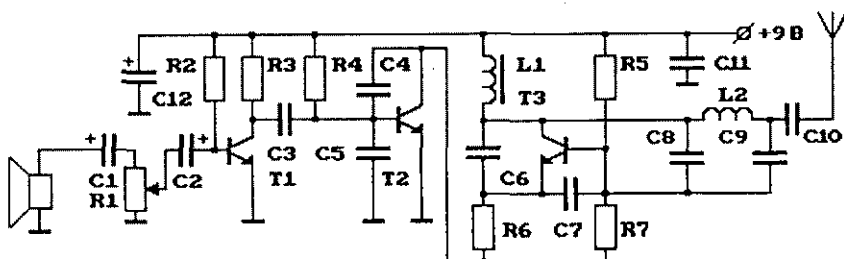 +9 В
R2 R3 R4 C4 L1 R5 C11
T3 L2
+ C12
+ + C3 C5 C8 C9 C10
C1 C2 T1 T2 C6
R1 R6 C7 R7